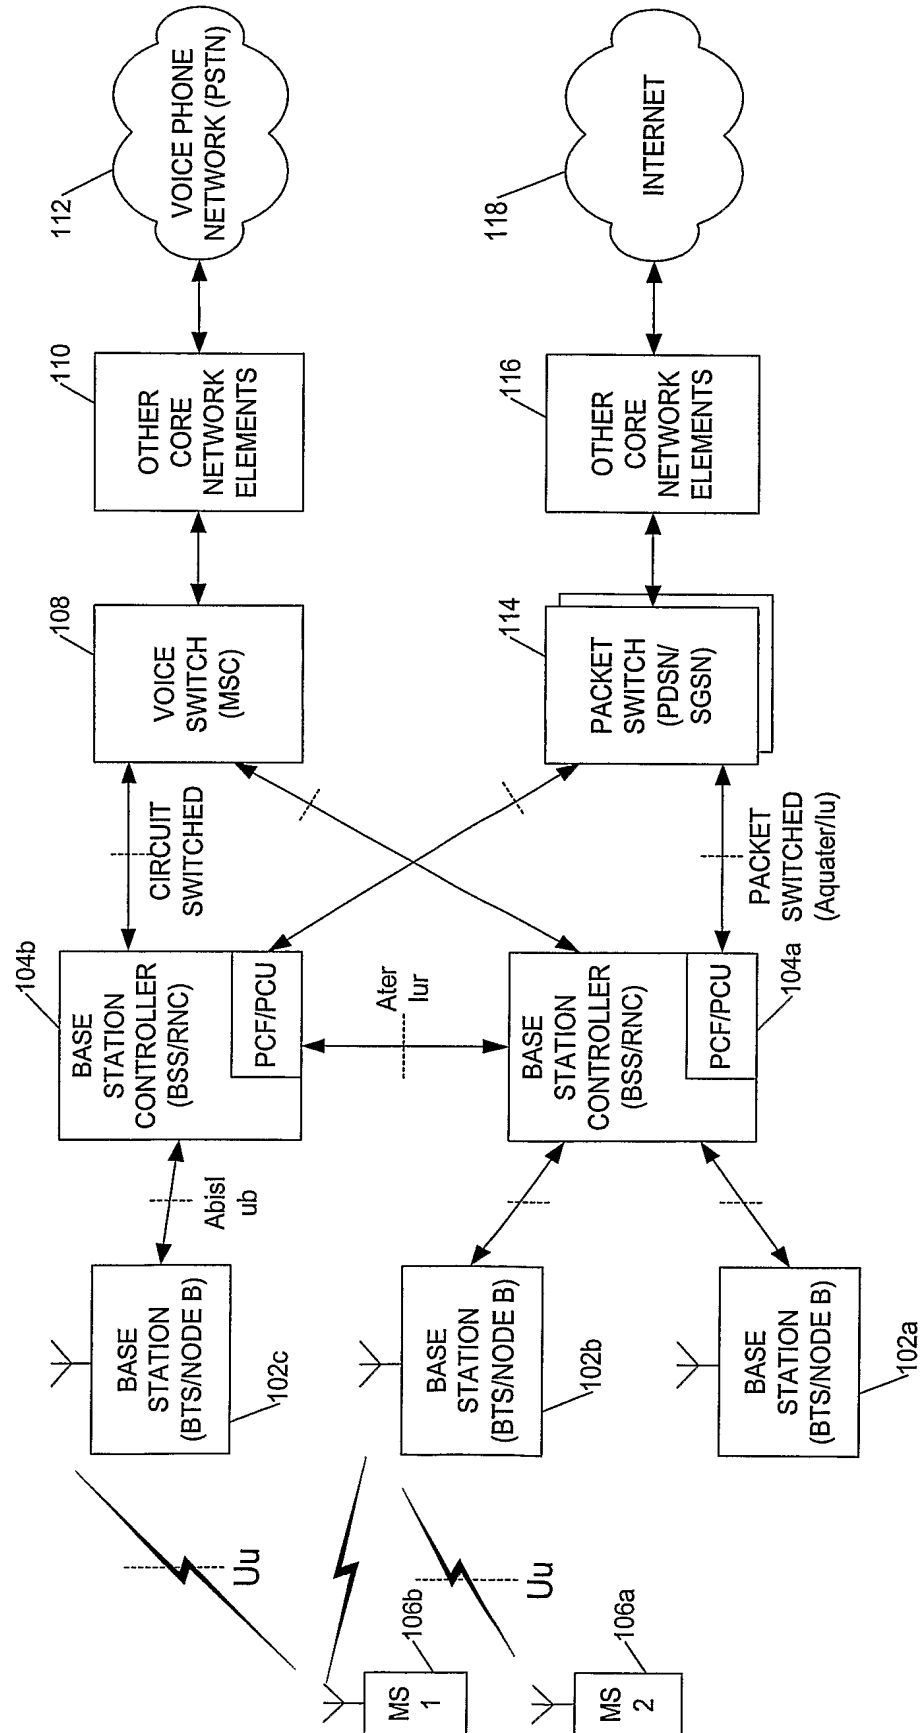 112
VOICE PHONE
NETWORK (PSTN)
118
INTERNET
110
OTHER
CORE
NETWORK
ELEMENTS
116
OTHER
CORE
NETWORK
ELEMENTS
108
VOICE
SWITCH
(MSC)
114
PACKET
SWITCH
(PDSN/
SGSN)
CIRCUIT
SWITCHED
PACKET
SWITCHED
(Aquater/Iu)
104b
BASE
STATION
CONTROLLER
(BSS/RNC)
PCF/PCU
Ater
Iur
BASE
STATION
CONTROLLER
(BSS/RNC)
PCF/PCU
104a
Abisl
ub
BASE
STATION
(BTS/NODE B)
102c
BASE
STATION
(BTS/NODE B)
102b
BASE
STATION
(BTS/NODE B)
102a
Uu
Uu
MS
1
106b
MS
2
106a